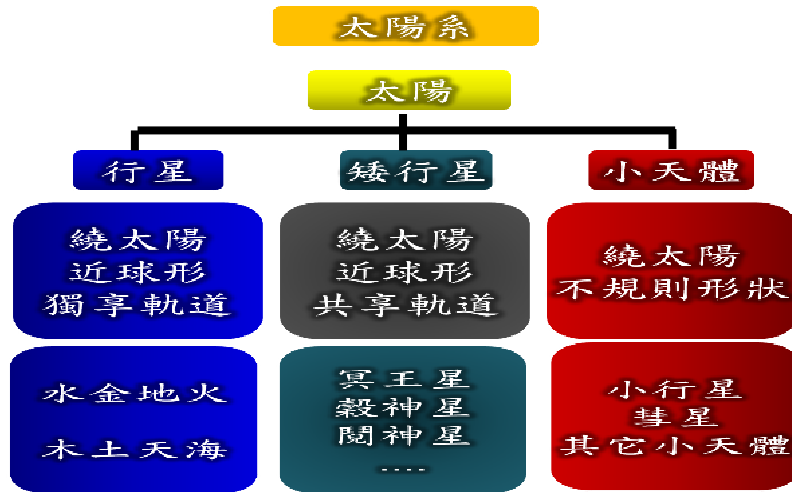 太陽系
太陽
行星
矮行星
小天體
繞太陽
近球形
獨享軌道
繞太陽
近球形
共享軌道
繞太陽
不規則形狀
水金地火
木土天海
冥王星
穀神星
鬩神星
....
小行星
彗星
其它小天體